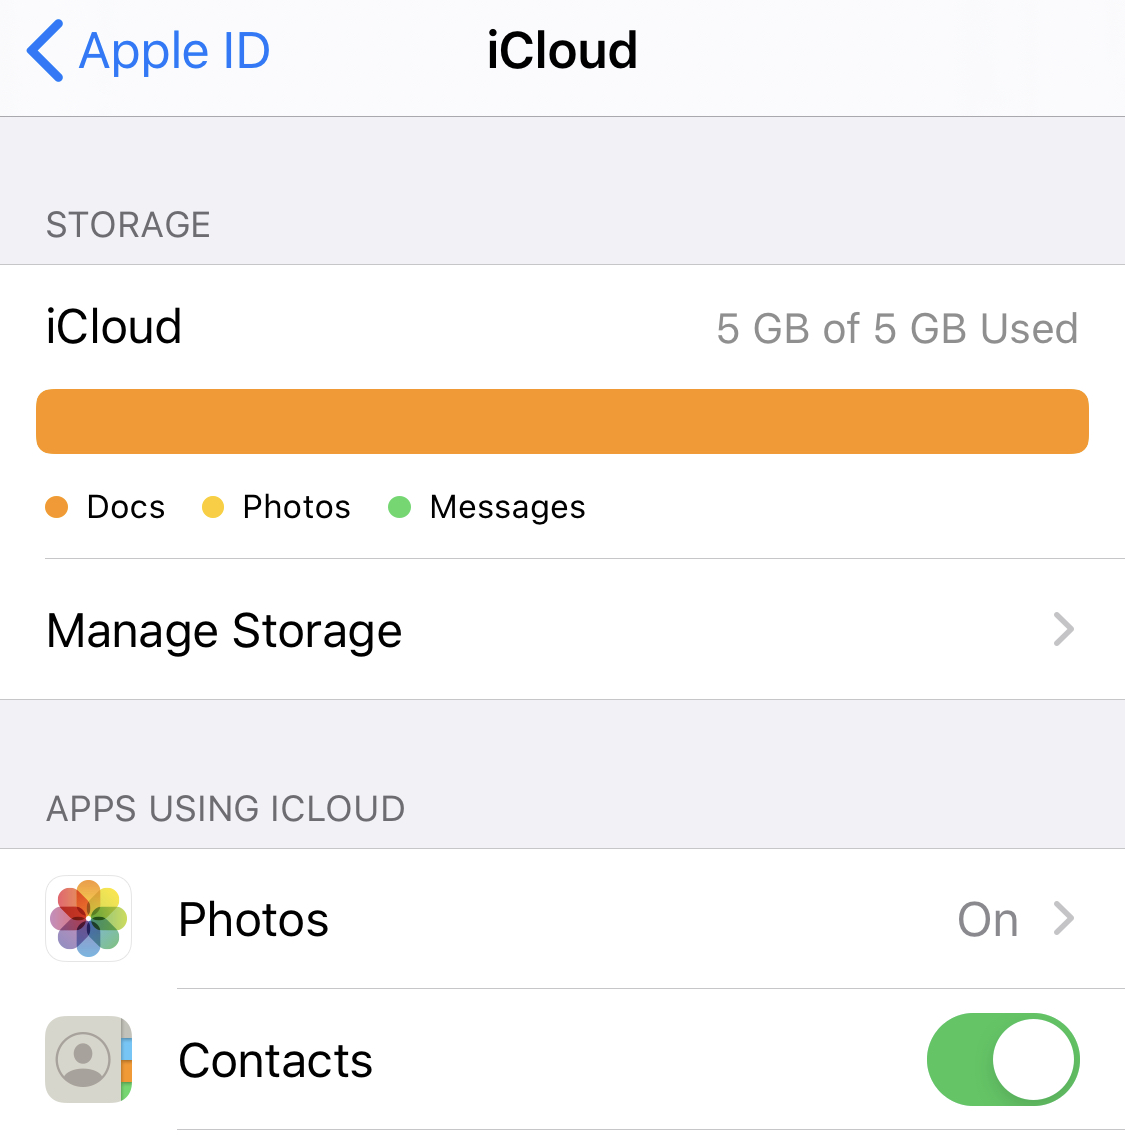 Apple ID
iCloud
STORAGE
iCloud
5 GB of 5 GB Used
Docs
Photos
Messages
Manage Storage
APPS USING ICLOUD
Photos
On
Contacts